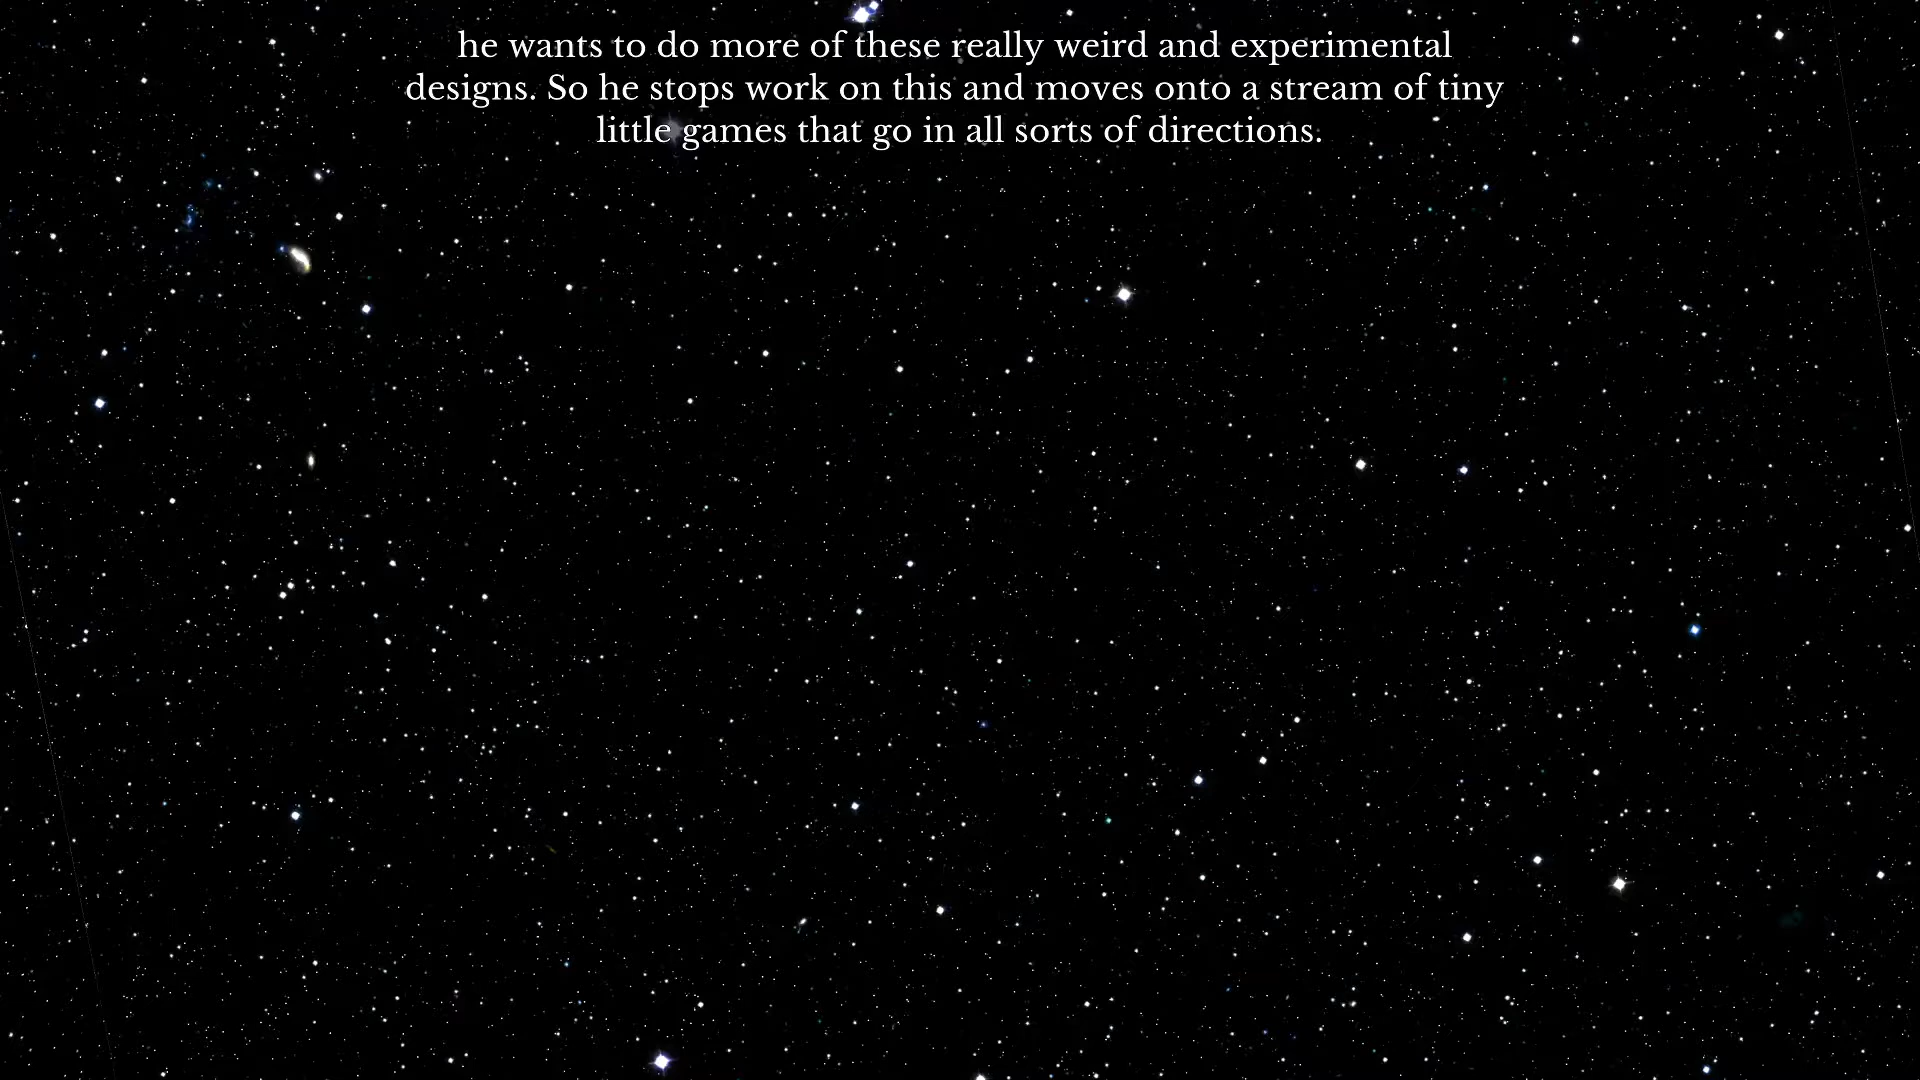 he wants to do more of these really weird and experimental
designs. So he stops work on this and moves onto a stream of tiny
little games that go in all sorts of directions.